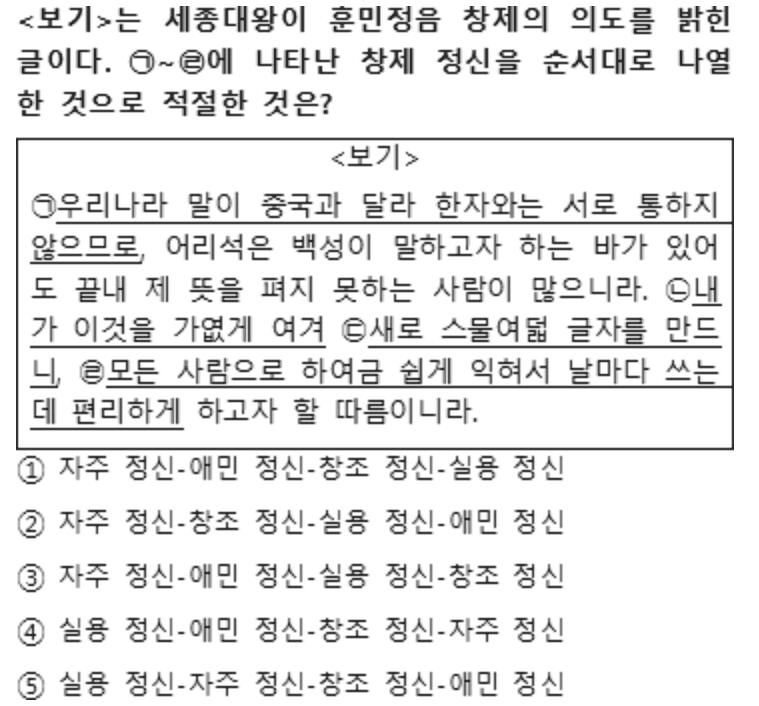 <보기>는 세종대왕이 훈민정음 창제의 의도를 밝힌
글이다. ㉠~㉣에 나타난 창제 정신을 순서대로 나열
한 것으로 적절한 것은?
<보기>
㉠우리나라 말이 중국과 달라 한자와는 서로 통하지
않으므로, 어리석은 백성이 말하고자 하는 바가 있어
도 끝내 제 뜻을 펴지 못하는 사람이 많으니라. ㉡내
가 이것을 가엾게 여겨 ㉢새로 스물여덟 글자를 만드
니, ㉣모든 사람으로 하여금 쉽게 익혀서 날마다 쓰는
데 편리하게 하고자 할 따름이니라.
① 자주 정신-애민 정신-창조 정신-실용 정신
② 자주 정신-창조 정신-실용 정신-애민 정신
③ 자주 정신-애민 정신-실용 정신-창조 정신
④ 실용 정신-애민 정신-창조 정신-자주 정신
⑤ 실용 정신-자주 정신-창조 정신-애민 정신